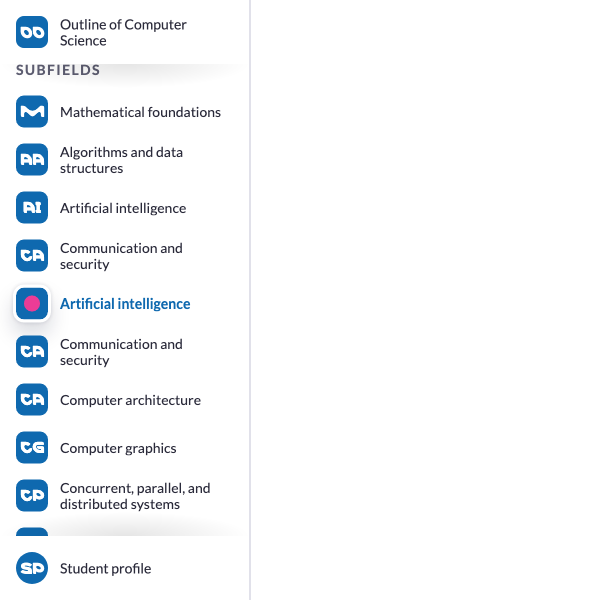 Outline of Computer
Science
SUBFIELDS
Mathematical foundations
AA
Algorithms and data
structures
AI
Artificial intelligence
CA
Communication and
security
Artificial intelligence
CA
Communication and
security
CA
Computer architecture
CG
Computer graphics
CP
Concurrent, parallel, and
distributed systems
SP
Student profile